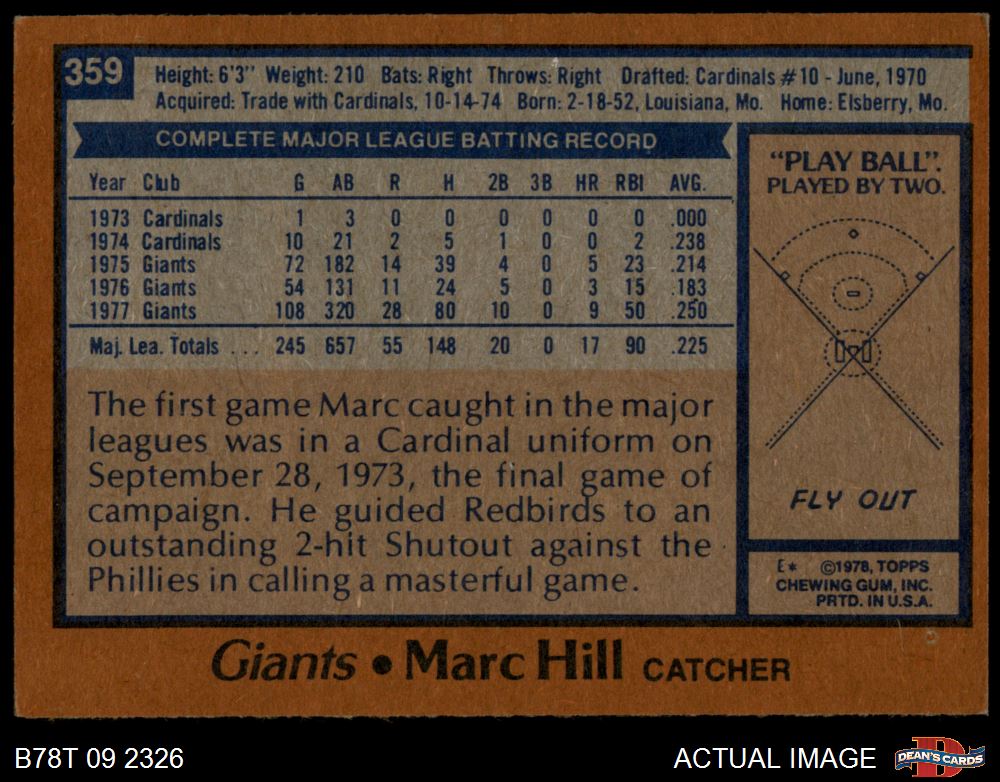 359
Height: 6'3" Weight: 210 Bats: Right Throws: Right Drafted: Cardinals #10 - June, 1970
Acquired: Trade with Cardinals, 10-14-74 Born: 2-18-52, Louisiana, Mo. Home: Elsberry, Mo.
COMPLETE MAJOR LEAGUE BATTING RECORD
Year Club G AB R H 2B 3B HR RBI AVG.
1973 Cardinals 1 3 0 0 0 0 0 0 .000
1974 Cardinals 10 21 2 5 1 0 0 2 .238
1975 Giants 72 182 14 39 4 0 5 23 .214
1976 Giants 54 131 11 24 5 0 3 15 .183
1977 Giants 108 320 28 80 10 0 9 50 .250
Maj. Lea. Totals ... 245 657 55 148 20 0 17 90 .225
The first game Marc caught in the major
leagues was in a Cardinal uniform on
September 28, 1973, the final game of
campaign. He guided Redbirds to an
outstanding 2-hit Shutout against the
Phillies in calling a masterful game.
"PLAY BALL".
PLAYED BY TWO.
FLY OUT
E* ©1978, TOPPS
CHEWING GUM, INC.
PRTD. IN U.S.A.
Giants • Marc Hill CATCHER
B78T 09 2326
ACTUAL IMAGE
D
DEAN'S CARDS